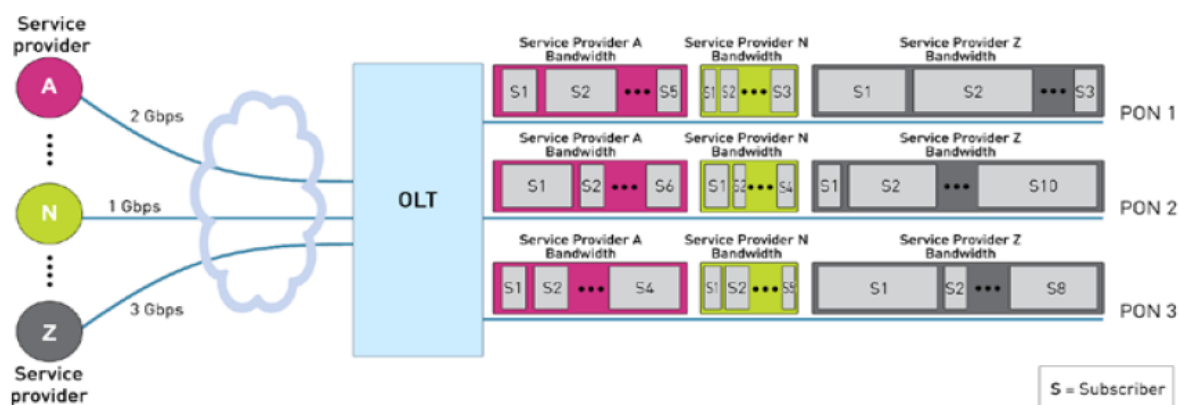 Service
provider
A
2 Gbps
N
1 Gbps
3 Gbps
Z
Service
provider
OLT
Service Provider A
Bandwidth
Service Provider N
Bandwidth
Service Provider Z
Bandwidth
S1 S2 ••• S5 S1 S2 ••• S3 S1 S2 ••• S3
PON 1
Service Provider A
Bandwidth
Service Provider N
Bandwidth
Service Provider Z
Bandwidth
S1 S2 ••• S6 S1 S2 ••• S4 S1 S2 ••• S10
PON 2
Service Provider A
Bandwidth
Service Provider N
Bandwidth
Service Provider Z
Bandwidth
S1 S2 ••• S4 S1 S2 ••• S5 S1 S2 ••• S8
PON 3
S = Subscriber